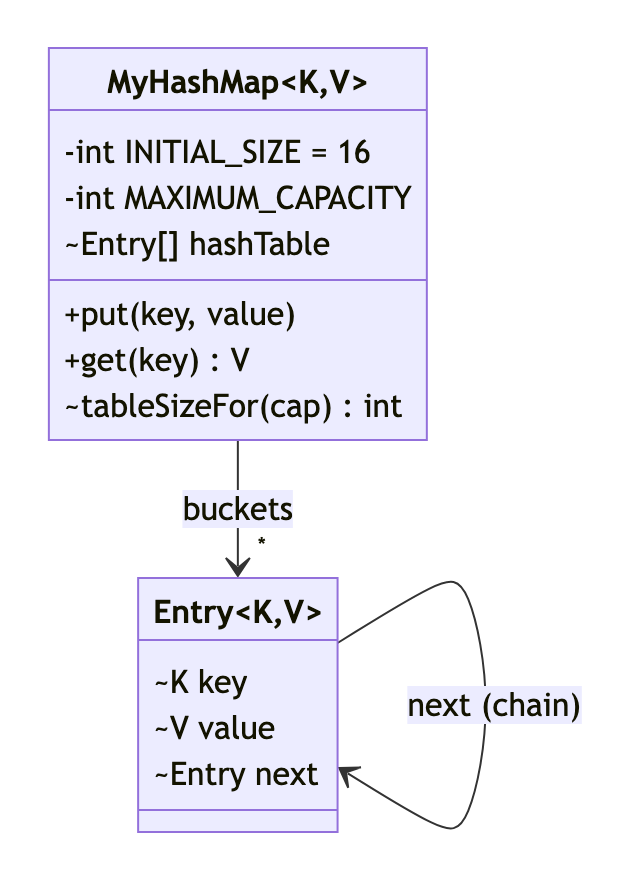 MyHashMap<K,V>
-int INITIAL_SIZE = 16
-int MAXIMUM_CAPACITY
~Entry[] hashTable
+put(key, value)
+get(key) : V
~tableSizeFor(cap) : int
buckets
*
Entry<K,V>
~K key
~V value
~Entry next
next (chain)